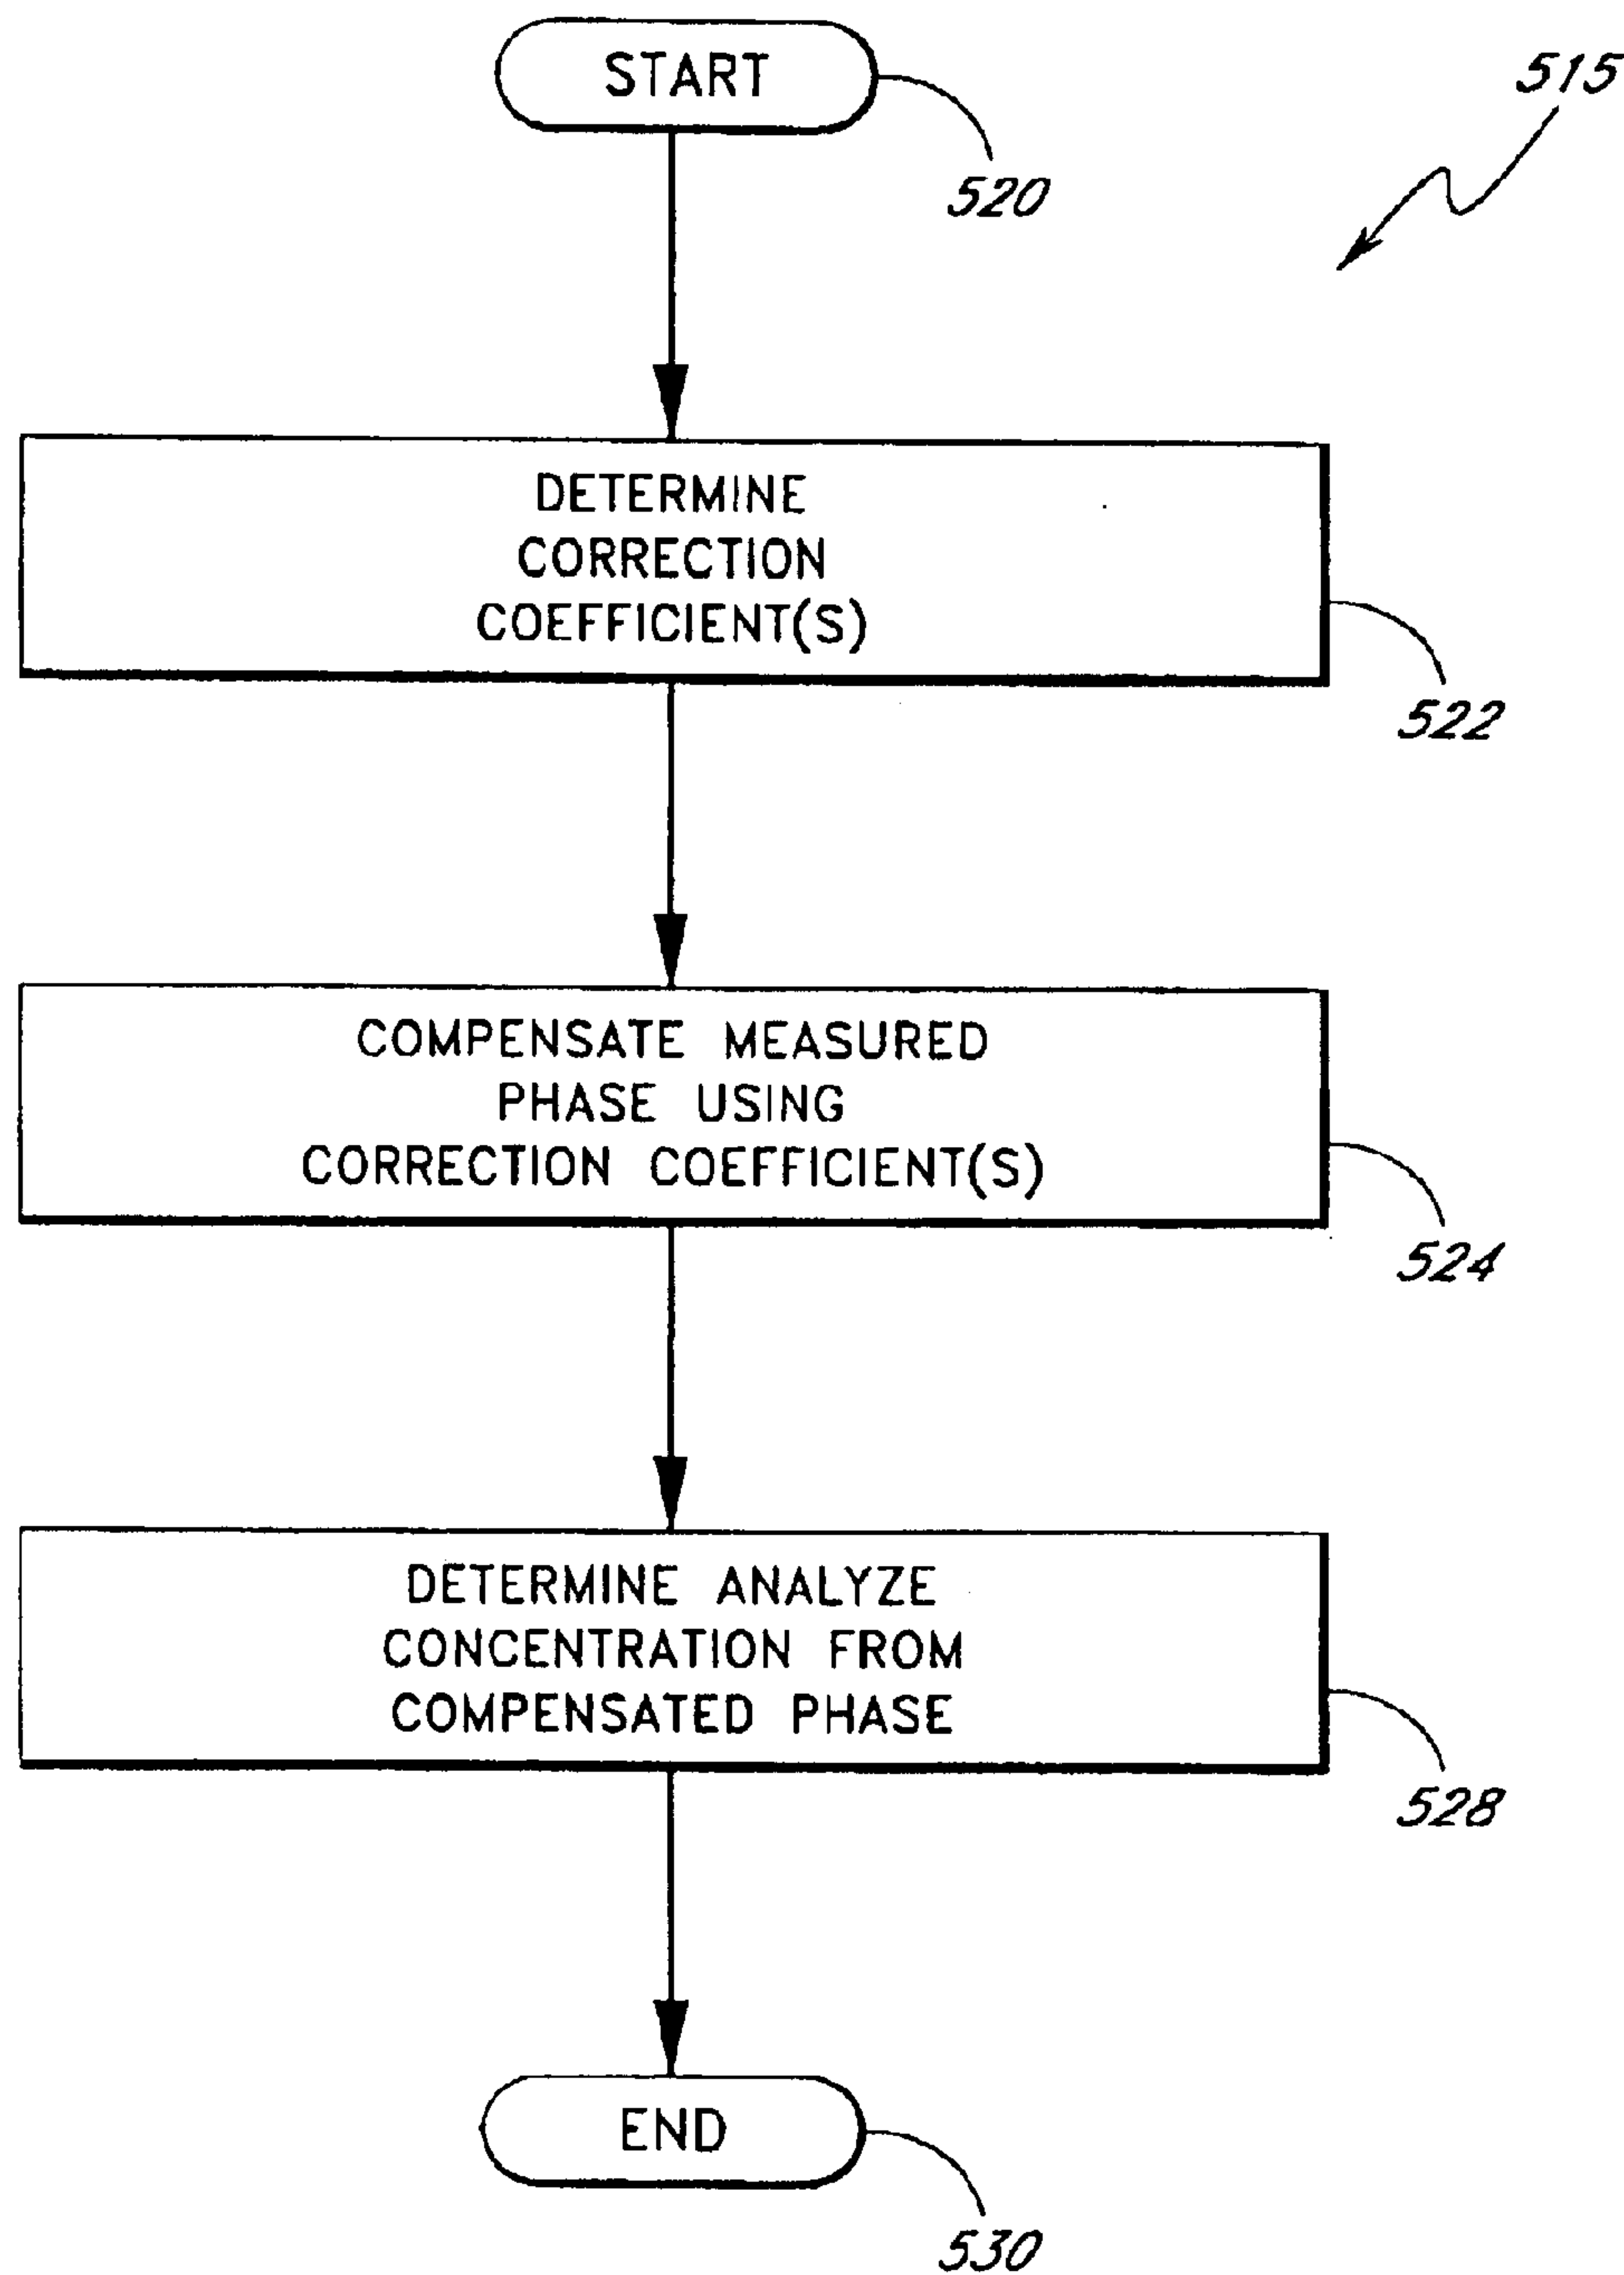 START
515
520
DETERMINE
CORRECTION
COEFFICIENT(S)
522
COMPENSATE MEASURED
PHASE USING
CORRECTION COEFFICIENT(S)
524
DETERMINE ANALYZE
CONCENTRATION FROM
COMPENSATED PHASE
528
END
530